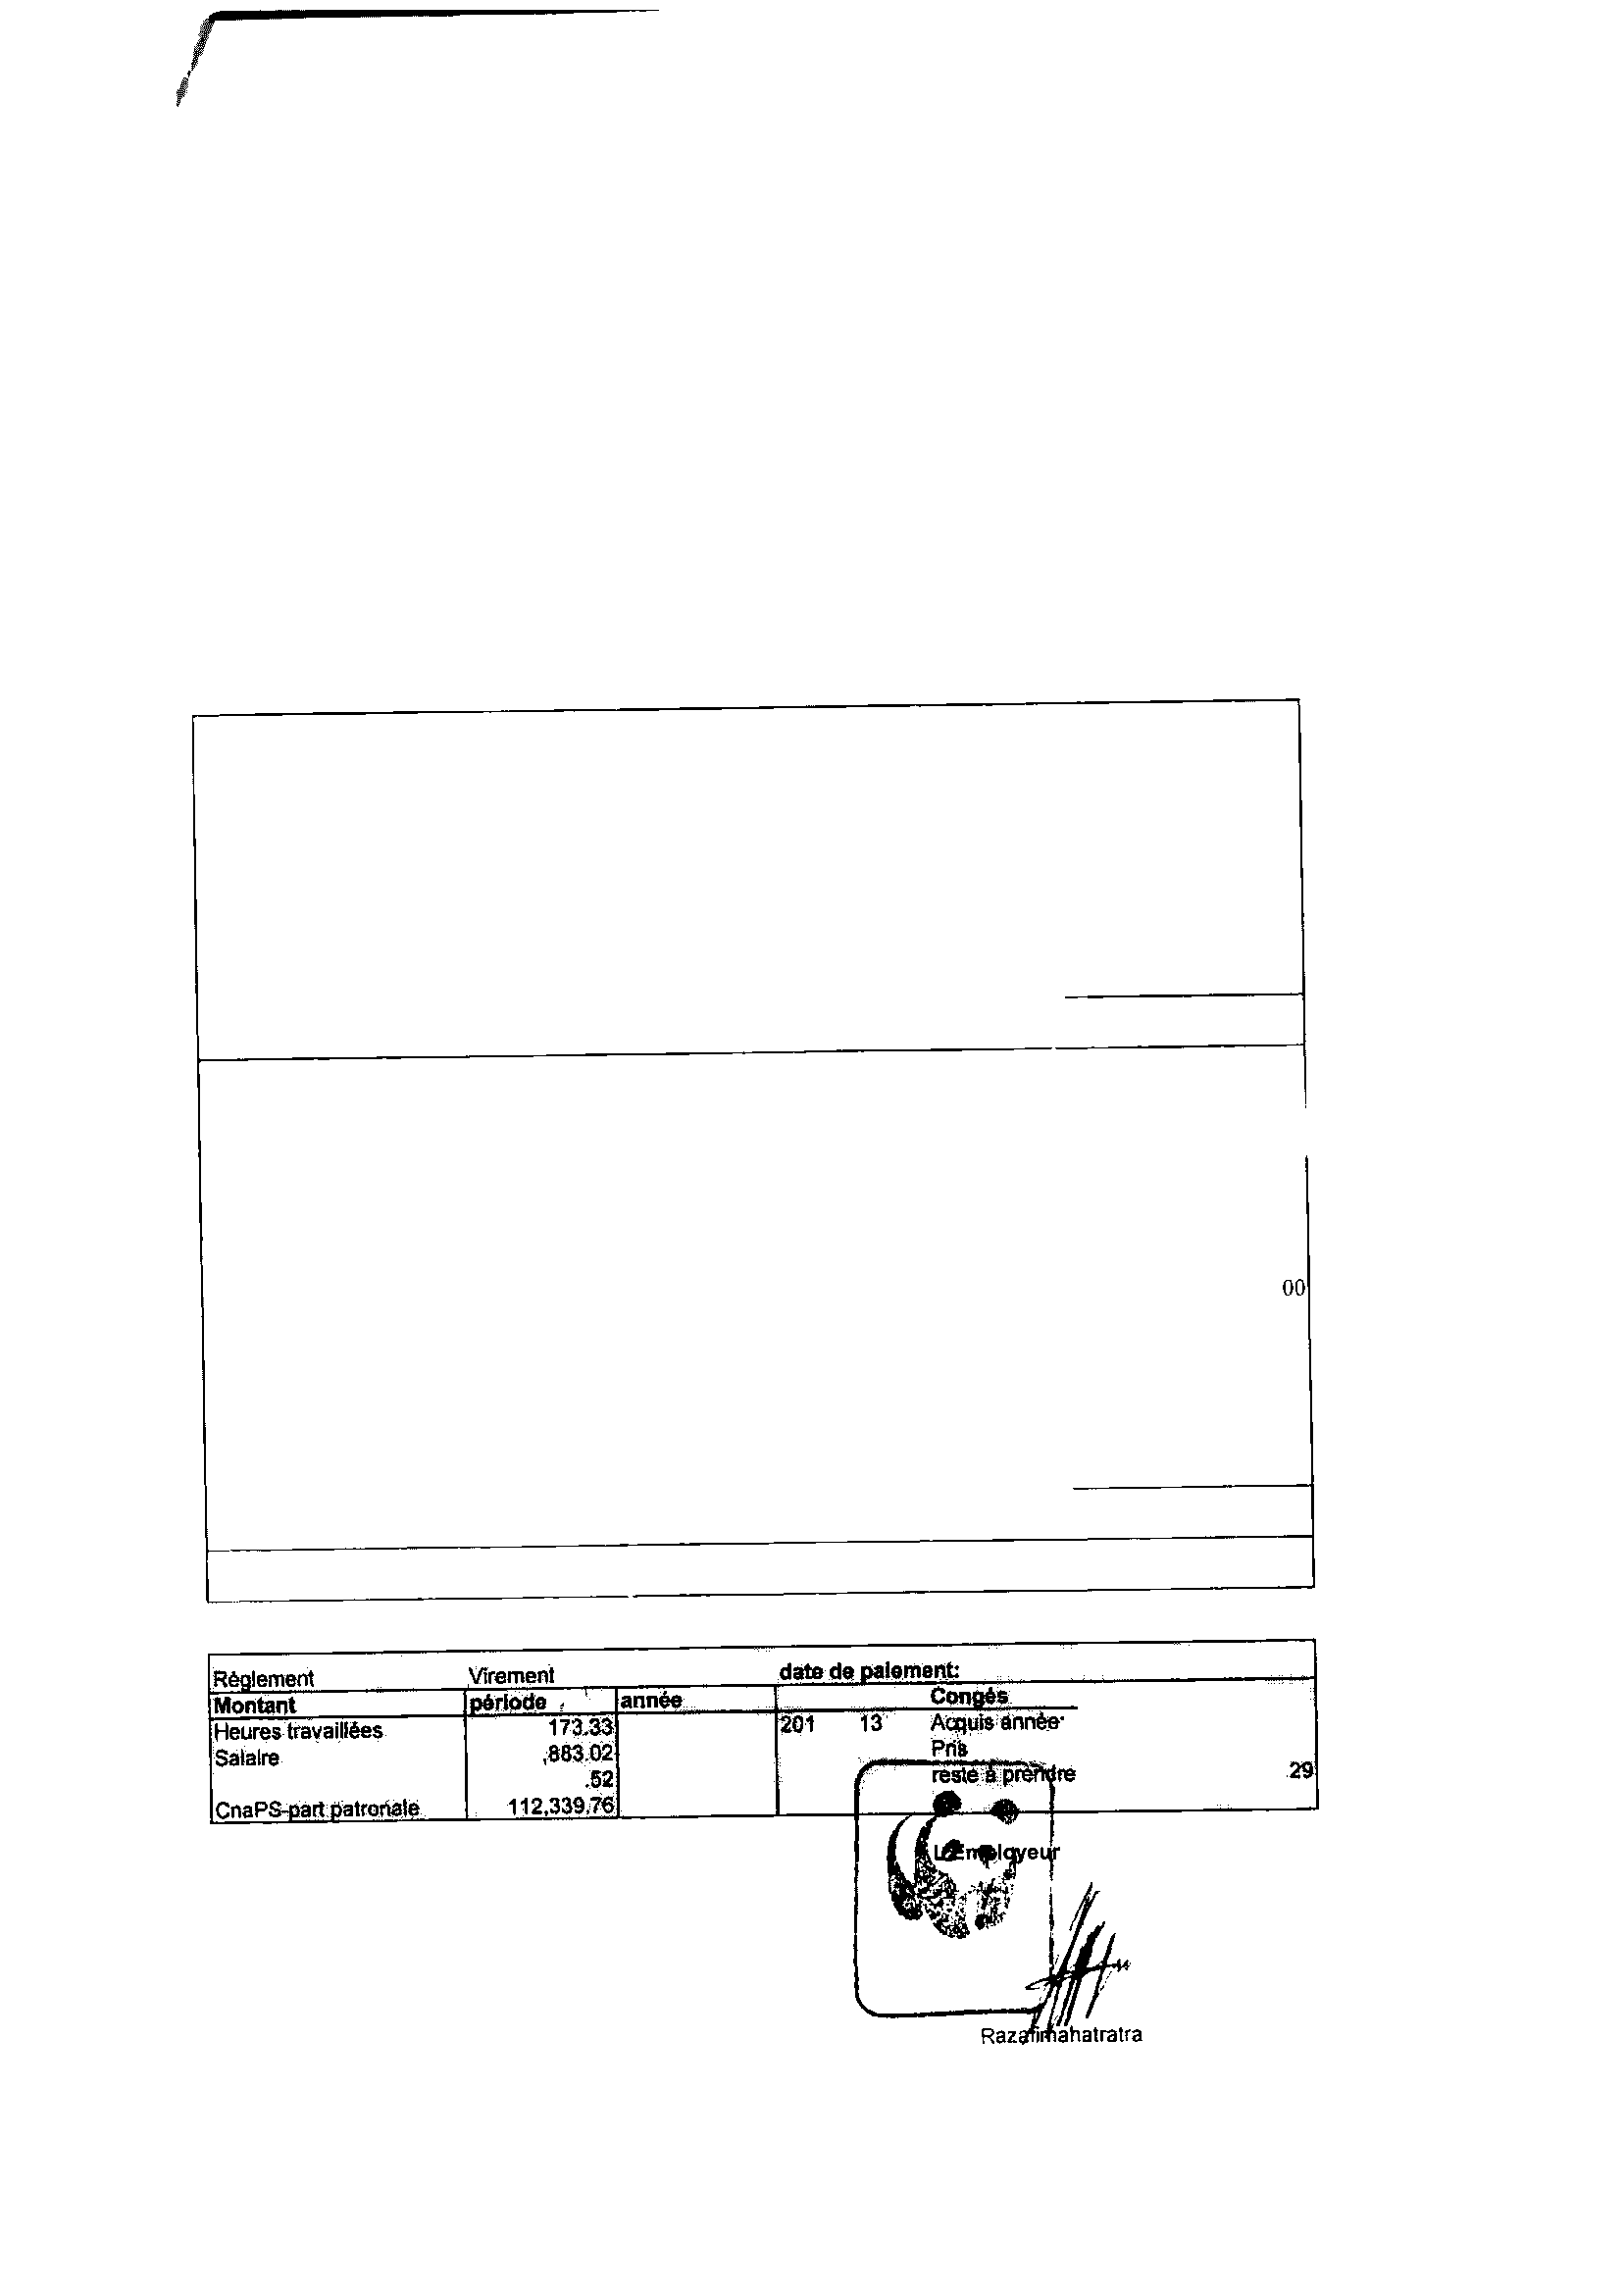 00
Règlement Virement date de paiement:
Montant période année Congés
Heures travaillées 173.33 201 13 Acquis année
Salaire ,883.02 Pris
.52 reste à prendre 29
CnaPS-part patronale 112,339.76
L'Employeur
Razafimahatratra